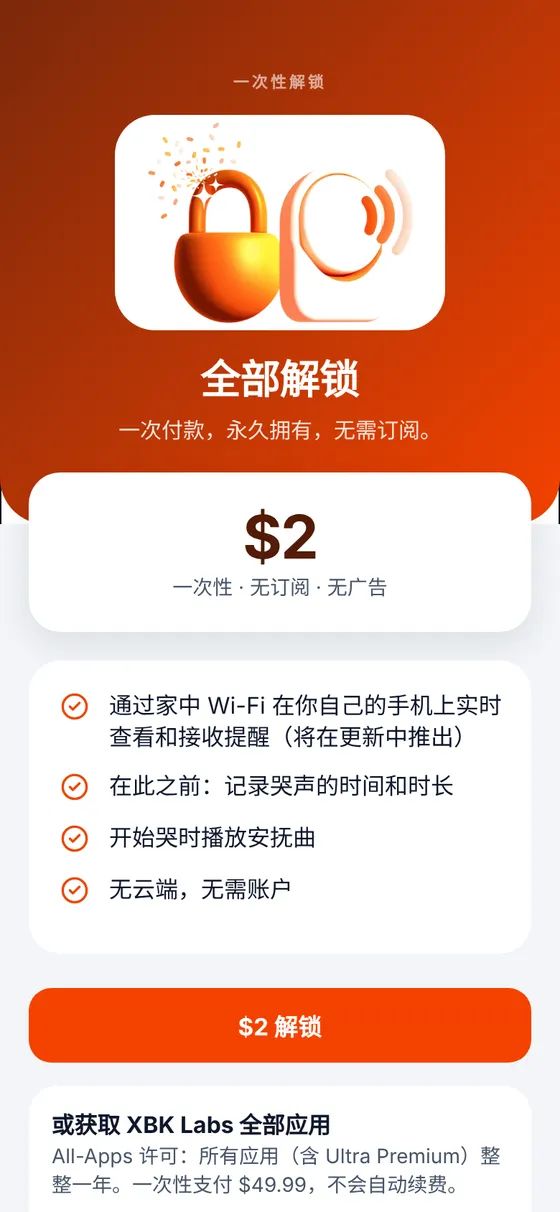 一次性解锁
全部解锁
一次付款，永久拥有，无需订阅。
$2
一次性 · 无订阅 · 无广告
通过家中 Wi-Fi 在你自己的手机上实时
查看和接收提醒（将在更新中推出）
在此之前：记录哭声的时间和时长
开始哭时播放安抚曲
无云端，无需账户
$2 解锁
或获取 XBK Labs 全部应用
All-Apps 许可：所有应用（含 Ultra Premium）整
整一年。一次性支付 $49.99，不会自动续费。